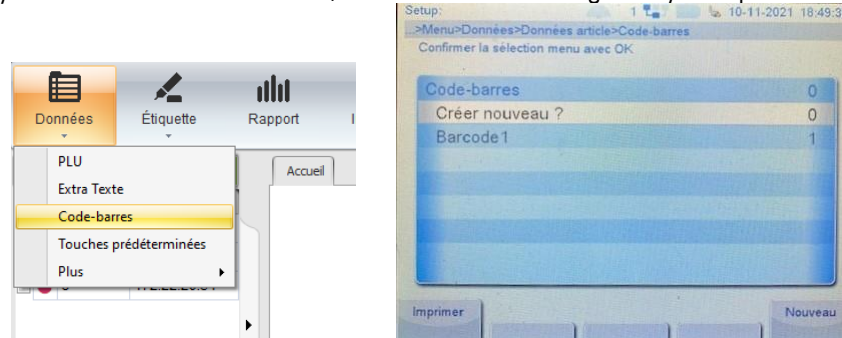 Données
Étiquette
Rapport
PLU
Extra Texte
Code-barres
Touches prédéterminées
Plus
Accueil
Setup:
1
10-11-2021 18:49:3
...>Menu>Données>Données article>Code-barres
Confirmer la sélection menu avec OK
Code-barres 0
Créer nouveau ? 0
Barcode1 1
Imprimer
Nouveau